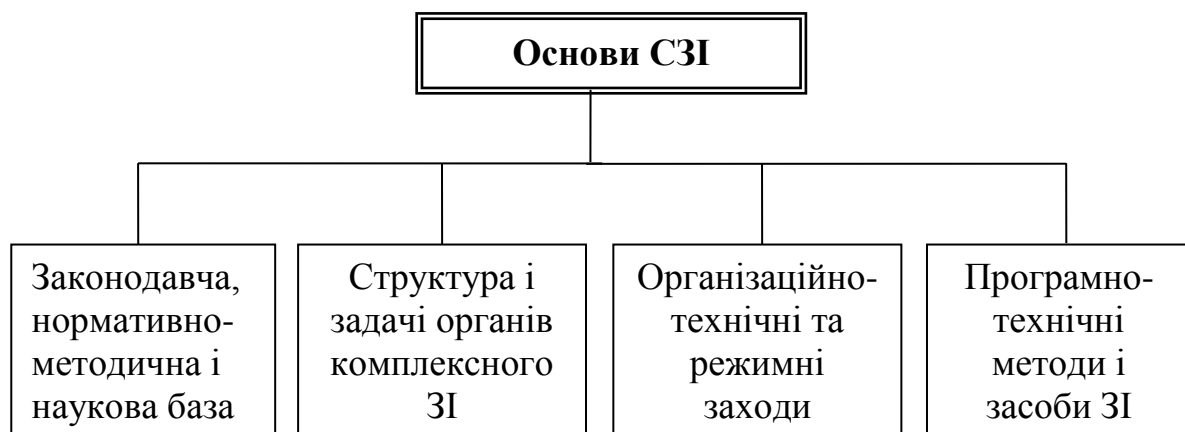 Основи СЗІ
Законодавча,
нормативно-
методична і
наукова база
Структура і
задачі органів
комплексного
ЗІ
Організаційно-
технічні та
режимні
заходи
Програмно-
технічні
методи і
засоби ЗІ